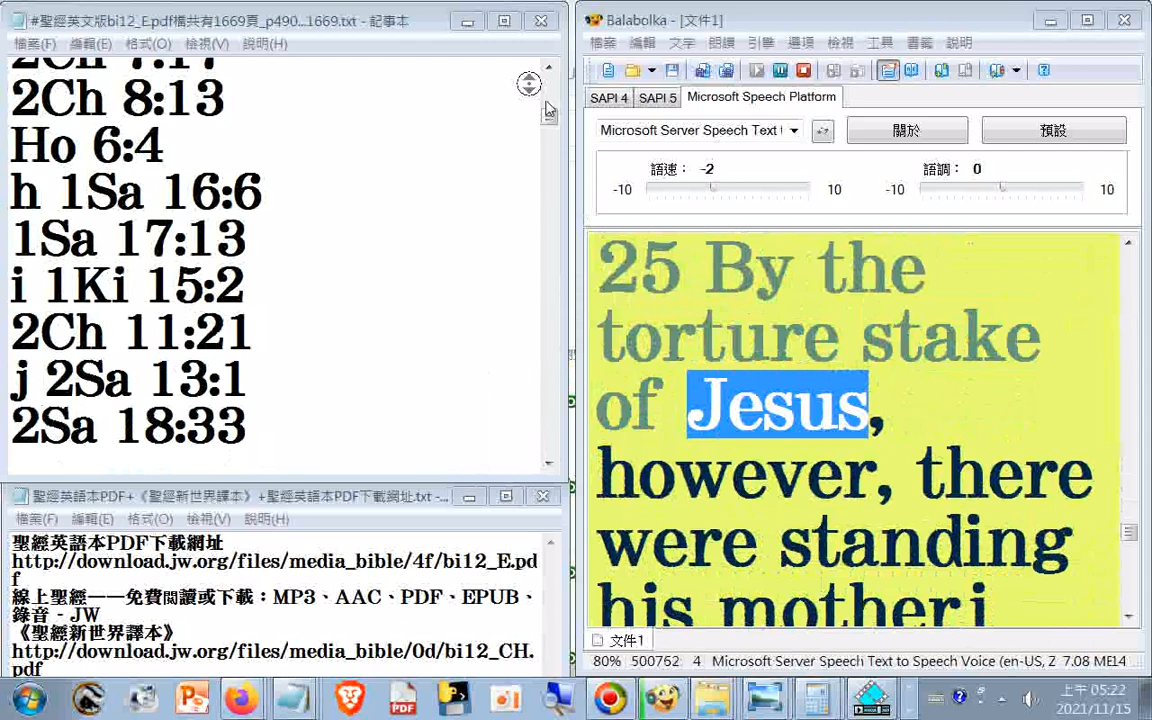 #聖經英文版bi12_E.pdf檔共有1669頁_p490...1669.txt - 記事本
檔案(F) 編輯(E) 格式(O) 檢視(V) 說明(H)
2Ch 7:17
2Ch 8:13
Ho 6:4
h 1Sa 16:6
1Sa 17:13
i 1Ki 15:2
2Ch 11:21
j 2Sa 13:1
2Sa 18:33
聖經英語本PDF+《聖經新世界譯本》+聖經英語本PDF下載網址.txt -...
檔案(F) 編輯(E) 格式(O) 檢視(V) 說明(H)
聖經英語本PDF下載網址
http://download.jw.org/files/media_bible/4f/bi12_E.pd
f
線上聖經——免費閱讀或下載：MP3、AAC、PDF、EPUB、
錄音 - JW
《聖經新世界譯本》
http://download.jw.org/files/media_bible/0d/bi12_CH.
pdf
Balabolka - [文件1]
檔案 編輯 文字 朗讀 引擎 選項 檢視 工具 書籤 說明
SAPI 4 SAPI 5 Microsoft Speech Platform
Microsoft Server Speech Text 關於 預設
語速： -2 語調： 0
-10 10 -10 10
25 By the
torture stake
of Jesus,
however, there
were standing
his motherj
文件1
80% 500762 4 Microsoft Server Speech Text to Speech Voice (en-US, Z 7.08 ME14
上午 05:22
2021/11/15